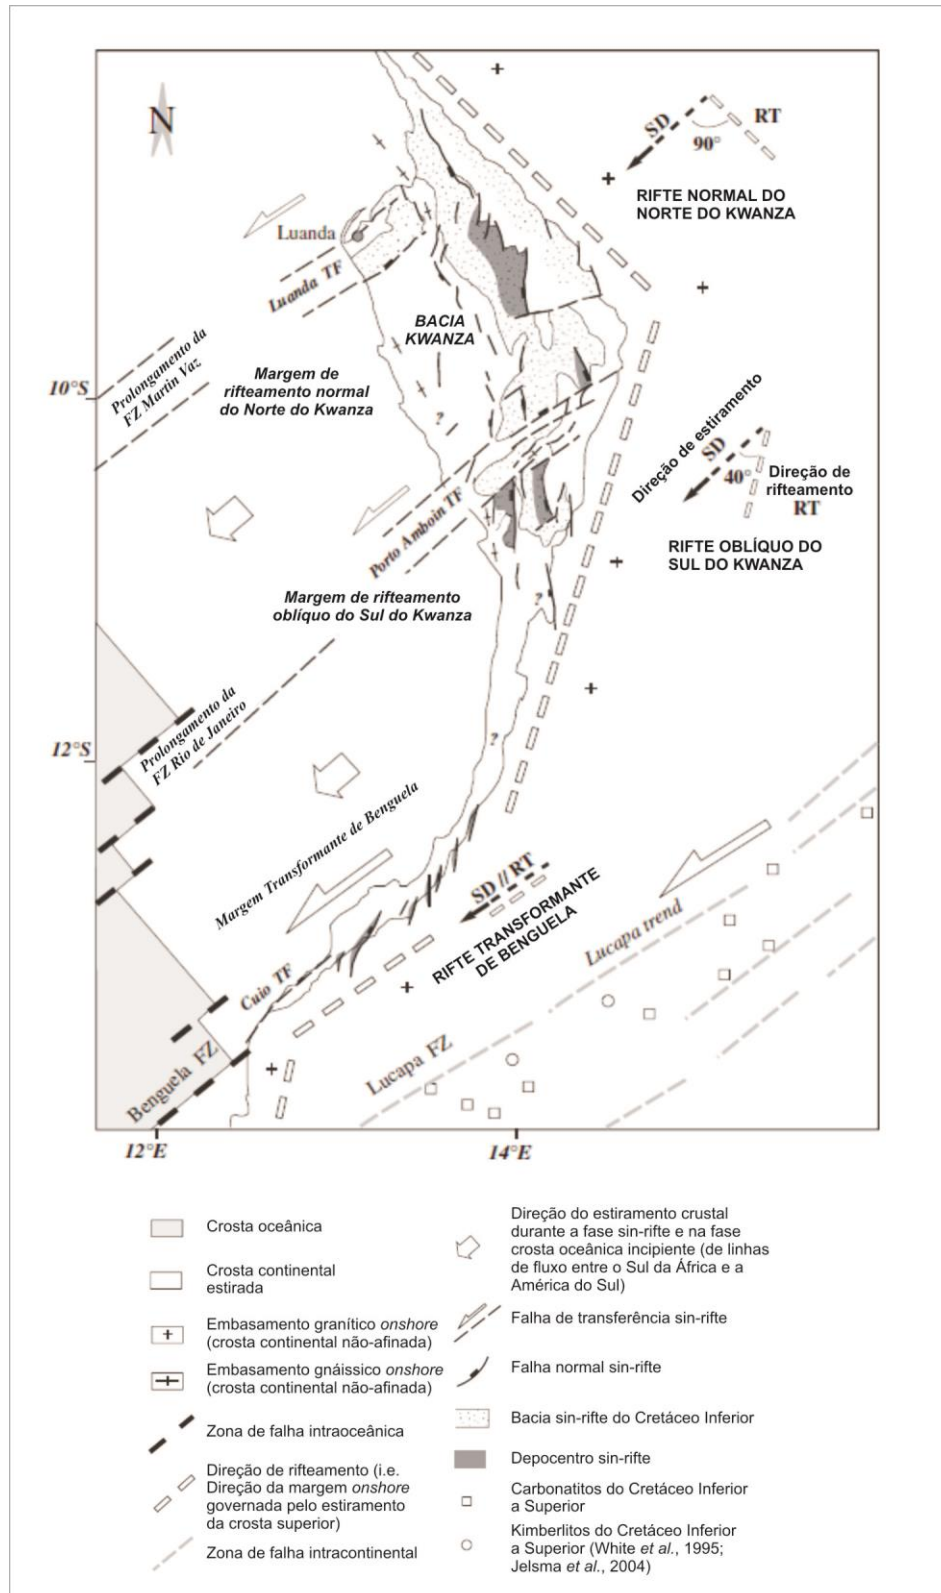 N
SD
RT
90°
RIFTE NORMAL DO
NORTE DO KWANZA
Luanda
Luanda TF
BACIA
KWANZA
Prolongamento da
FZ Martin Vaz
10°S
Margem de
rifteamento normal
do Norte do Kwanza
?
Direção de estiramento
SD
40°
Direção de
rifteamento
RT
RIFTE OBLÍQUO DO
SUL DO KWANZA
Porto Amboin TF
Margem de rifteamento
oblíquo do Sul do Kwanza
?
Prolongamento da
FZ Rio de Janeiro
12°S
?
Margem Transformante de Benguela
SD // RT
RIFTE TRANSFORMANTE
DE BENGUELA
Lucapa trend
Cuio TF
Lucapa FZ
Benguela FZ
12°E
14°E
Crosta oceânica
Crosta continental
estirada
Embasamento granítico onshore
(crosta continental não-afinada)
Embasamento gnáissico onshore
(crosta continental não-afinada)
Zona de falha intraoceânica
Direção de rifteamento (i.e.
Direção da margem onshore
governada pelo estiramento
da crosta superior)
Zona de falha intracontinental
Direção do estiramento crustal
durante a fase sin-rifte e na fase
crosta oceânica incipiente (de linhas
de fluxo entre o Sul da África e a
América do Sul)
Falha de transferência sin-rifte
Falha normal sin-rifte
Bacia sin-rifte do Cretáceo Inferior
Depocentro sin-rifte
Carbonatitos do Cretáceo Inferior
a Superior
Kimberlitos do Cretáceo Inferior
a Superior (White et al., 1995;
Jelsma et al., 2004)